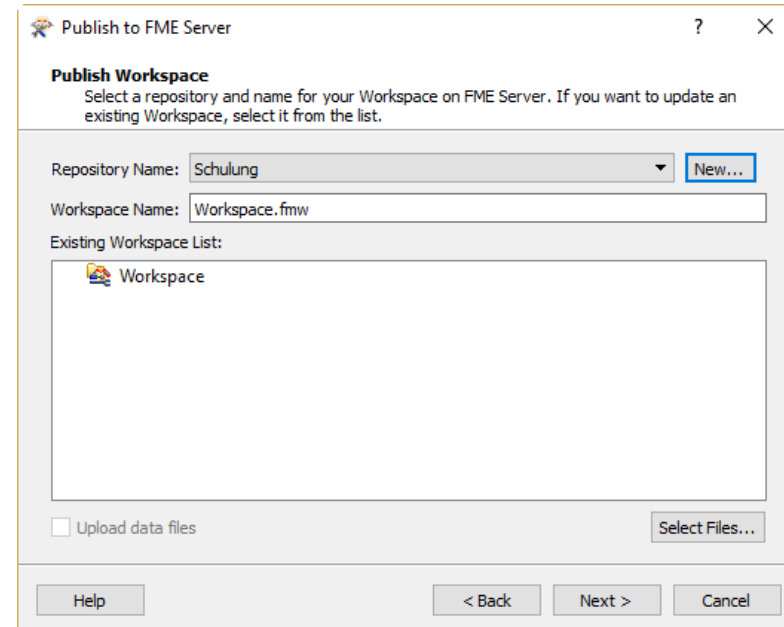 Publish to FME Server ? X
Publish Workspace
Select a repository and name for your Workspace on FME Server. If you want to update an
existing Workspace, select it from the list.
Repository Name: Schulung New...
Workspace Name: Workspace.fmw
Existing Workspace List:
Workspace
Upload data files Select Files...
Help < Back Next > Cancel